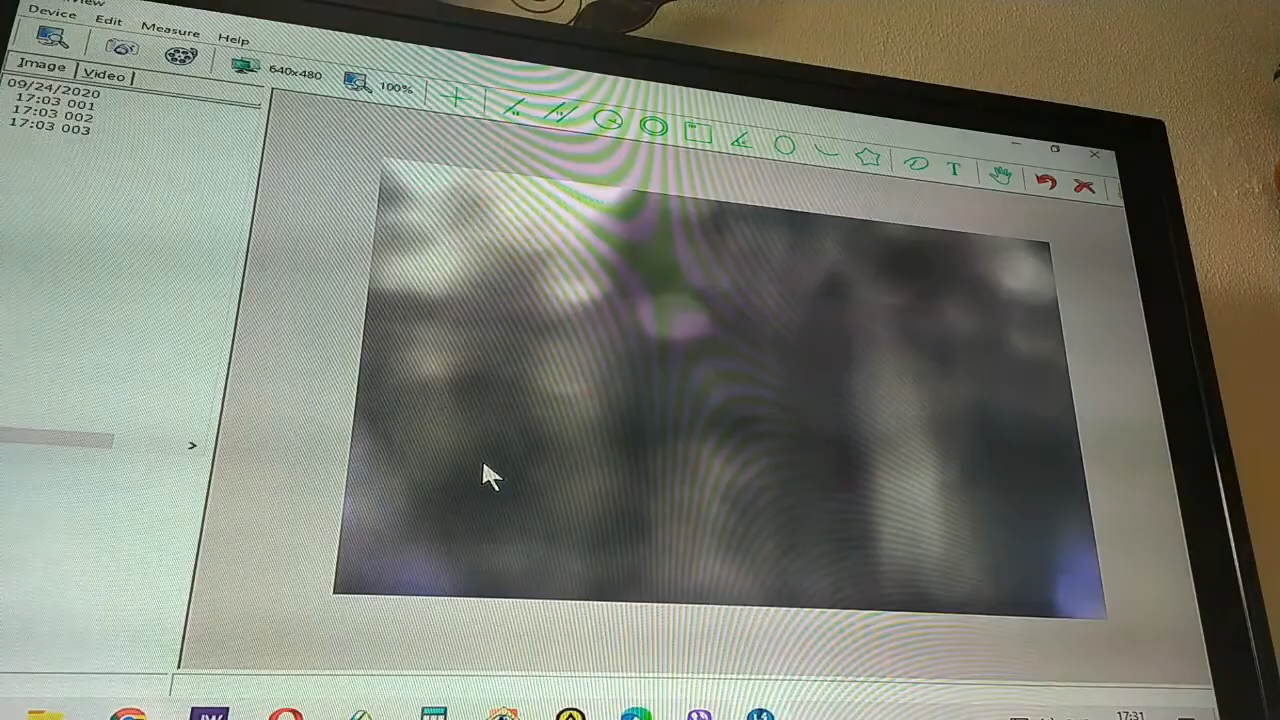 Device Edit Measure Help
640x480 100% T
Image Video
09/24/2020
17:03 001
17:03 002
17:03 003
17:31